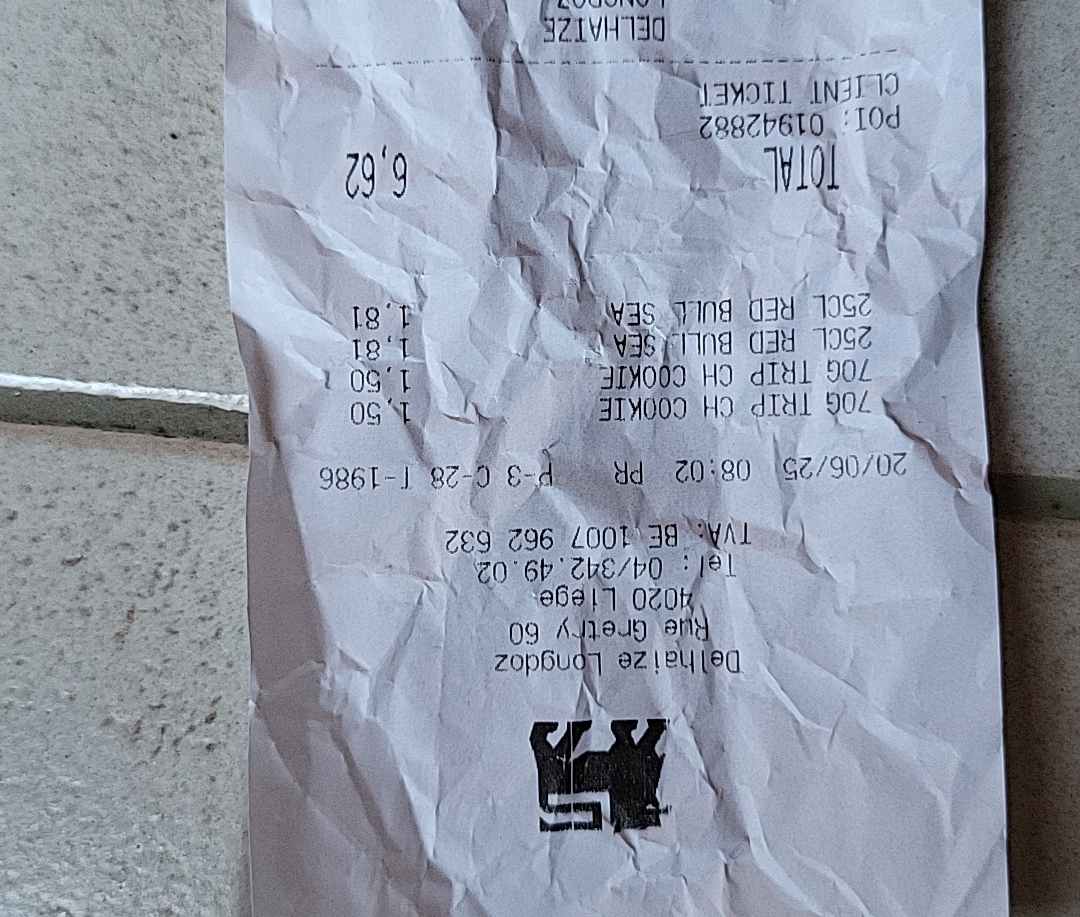 Delhaize Longdoz
Rue Gretry 60
4020 Liege
Tel: 04/342.49.02
TVA: BE 1007 962 632
20/06/25 08:02 PR P-3 C-28 T-1986
70G TRIP CH COOKIE 1,50
70G TRIP CH COOKIE 1,50
25CL RED BULL SEA 1,81
25CL RED BULL SEA 1,81
TOTAL 6,62
POI: 01942882
CLIENT TICKET
DELHAIZE
LONGDOZ